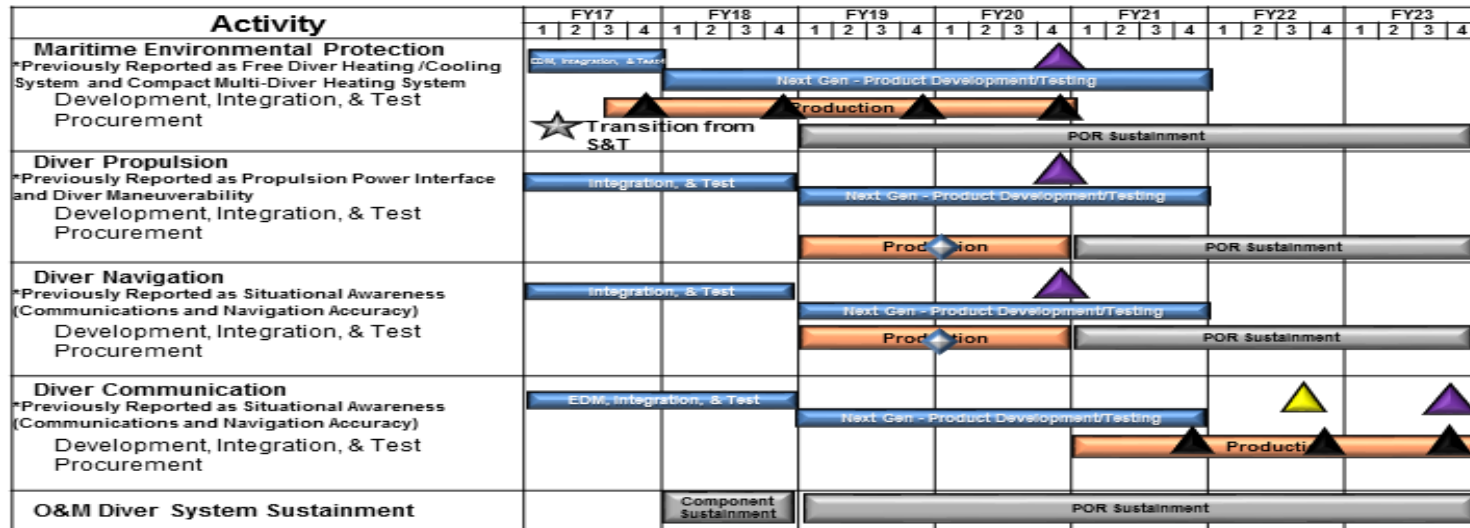 Activity
FY17 FY18 FY19 FY20 FY21 FY22 FY23
1 2 3 4 1 2 3 4 1 2 3 4 1 2 3 4 1 2 3 4 1 2 3 4 1 2 3 4
Maritime Environmental Protection
*Previously Reported as Free Diver Heating /Cooling
System and Compact Multi-Diver Heating System
Development, Integration, & Test
Procurement
EDM, Integration, & Test
Next Gen - Product Development/Testing
Production
Transition from
S&T
POR Sustainment
Diver Propulsion
*Previously Reported as Propulsion Power Interface
and Diver Maneuverability
Development, Integration, & Test
Procurement
Integration, & Test
Next Gen - Product Development/Testing
Production
POR Sustainment
Diver Navigation
*Previously Reported as Situational Awareness
(Communications and Navigation Accuracy)
Development, Integration, & Test
Procurement
Integration, & Test
Next Gen - Product Development/Testing
Production
POR Sustainment
Diver Communication
*Previously Reported as Situational Awareness
(Communications and Navigation Accuracy)
Development, Integration, & Test
Procurement
EDM, Integration, & Test
Next Gen - Product Development/Testing
Producti
O&M Diver System Sustainment
Component
Sustainment
POR Sustainment